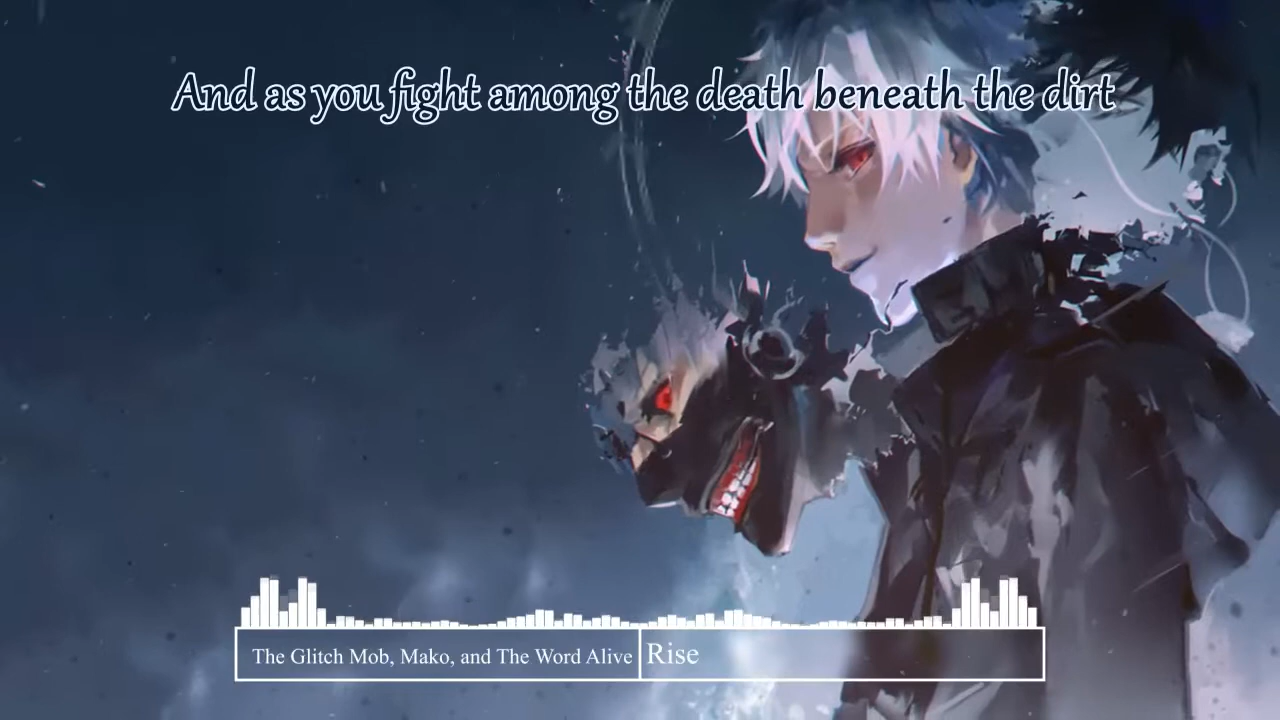 And as you fight among the death beneath the dirt
The Glitch Mob, Mako, and The Word Alive
Rise